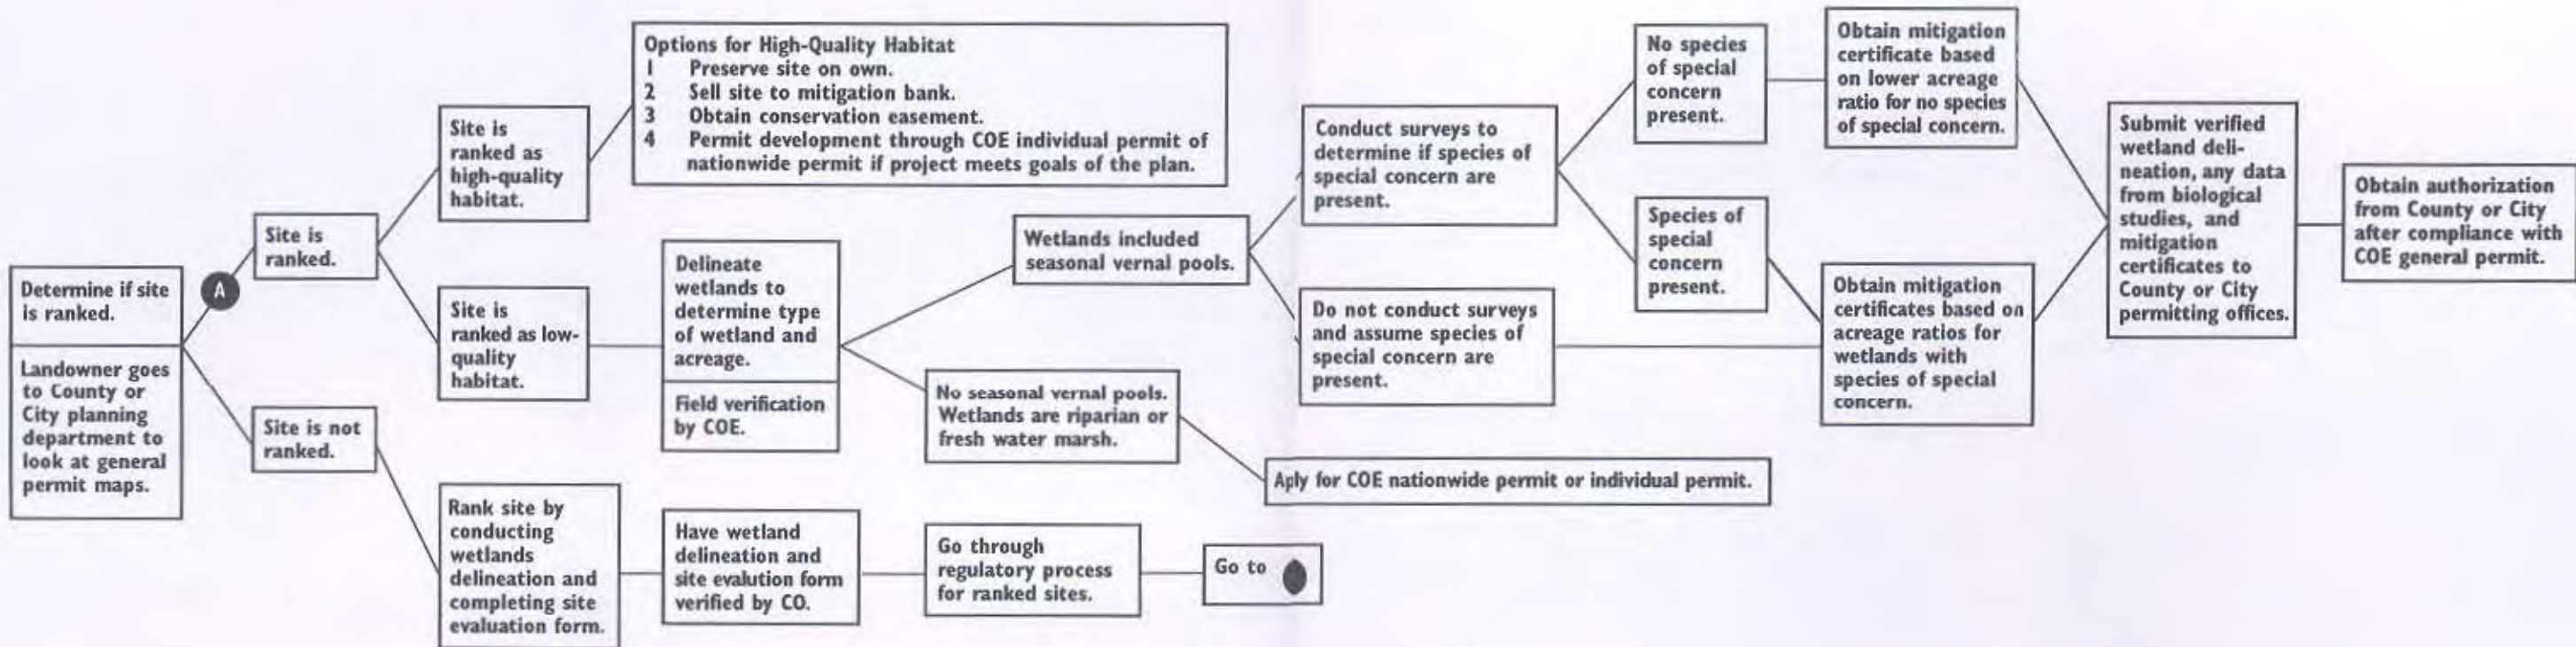 Determine if site
is ranked.
Landowner goes
to County or
City planning
department to
look at general
permit maps.
A
Site is
ranked.
Site is not
ranked.
Site is
ranked as
high-quality
habitat.
Site is
ranked as low-
quality
habitat.
Rank site by
conducting
wetlands
delineation and
completing site
evaluation form.
Options for High-Quality Habitat
1 Preserve site on own.
2 Sell site to mitigation bank.
3 Obtain conservation easement.
4 Permit development through COE individual permit of
nationwide permit if project meets goals of the plan.
Delineate
wetlands to
determine type
of wetland and
acreage.
Field verification
by COE.
Have wetland
delineation and
site evalution form
verified by CO.
Wetlands included
seasonal vernal pools.
No seasonal vernal pools.
Wetlands are riparian or
fresh water marsh.
Go through
regulatory process
for ranked sites.
Go to
Conduct surveys to
determine if species of
special concern are
present.
Do not conduct surveys
and assume species of
special concern are
present.
Aply for COE nationwide permit or individual permit.
No species
of special
concern
present.
Species of
special
concern
present.
Obtain mitigation
certificate based
on lower acreage
ratio for no species
of special concern.
Obtain mitigation
certificates based on
acreage ratios for
wetlands with
species of special
concern.
Submit verified
wetland deli-
neation, any data
from biological
studies, and
mitigation
certificates to
County or City
permitting offices.
Obtain authorization
from County or City
after compliance with
COE general permit.